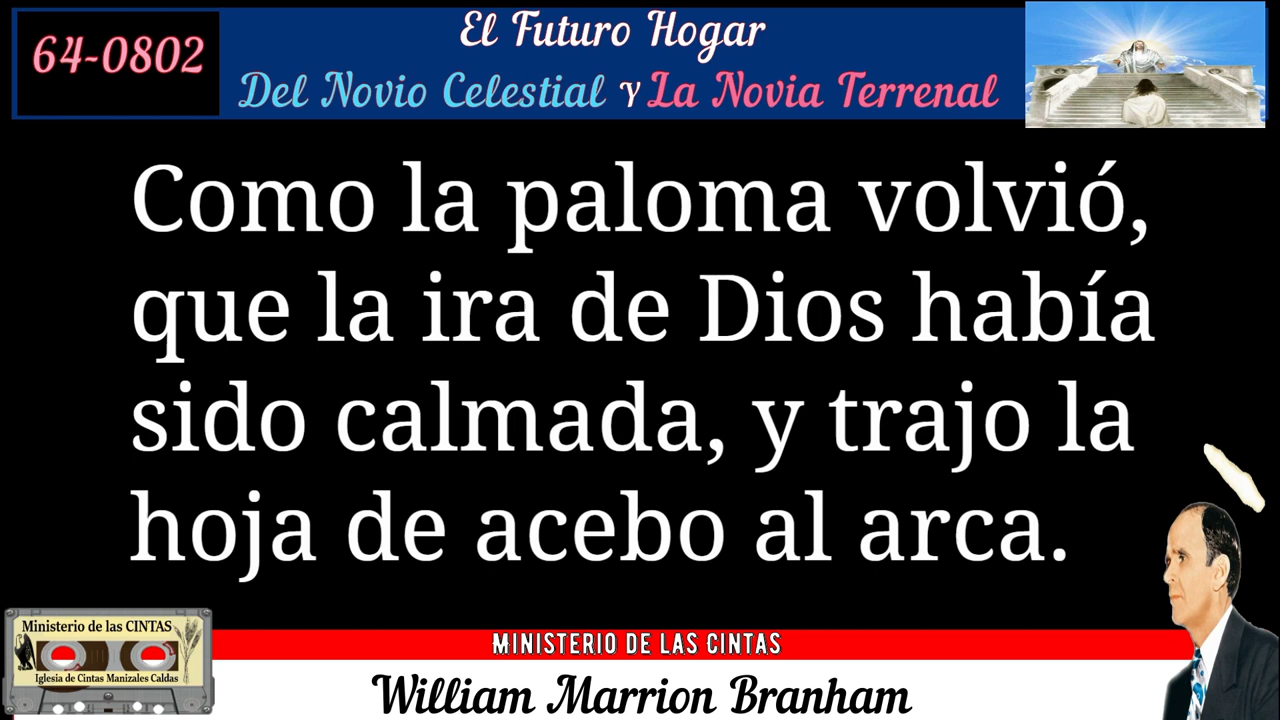 64-0802
El Futuro Hogar
Del Novio Celestial Y La Novia Terrenal
Como la paloma volvió,
que la ira de Dios había
sido calmada, y trajo la
hoja de acebo al arca.
Ministerio de las CINTAS
Iglesia de Cintas Manizales Caldas
MINISTERIO DE LAS CINTAS
William Marrion Branham